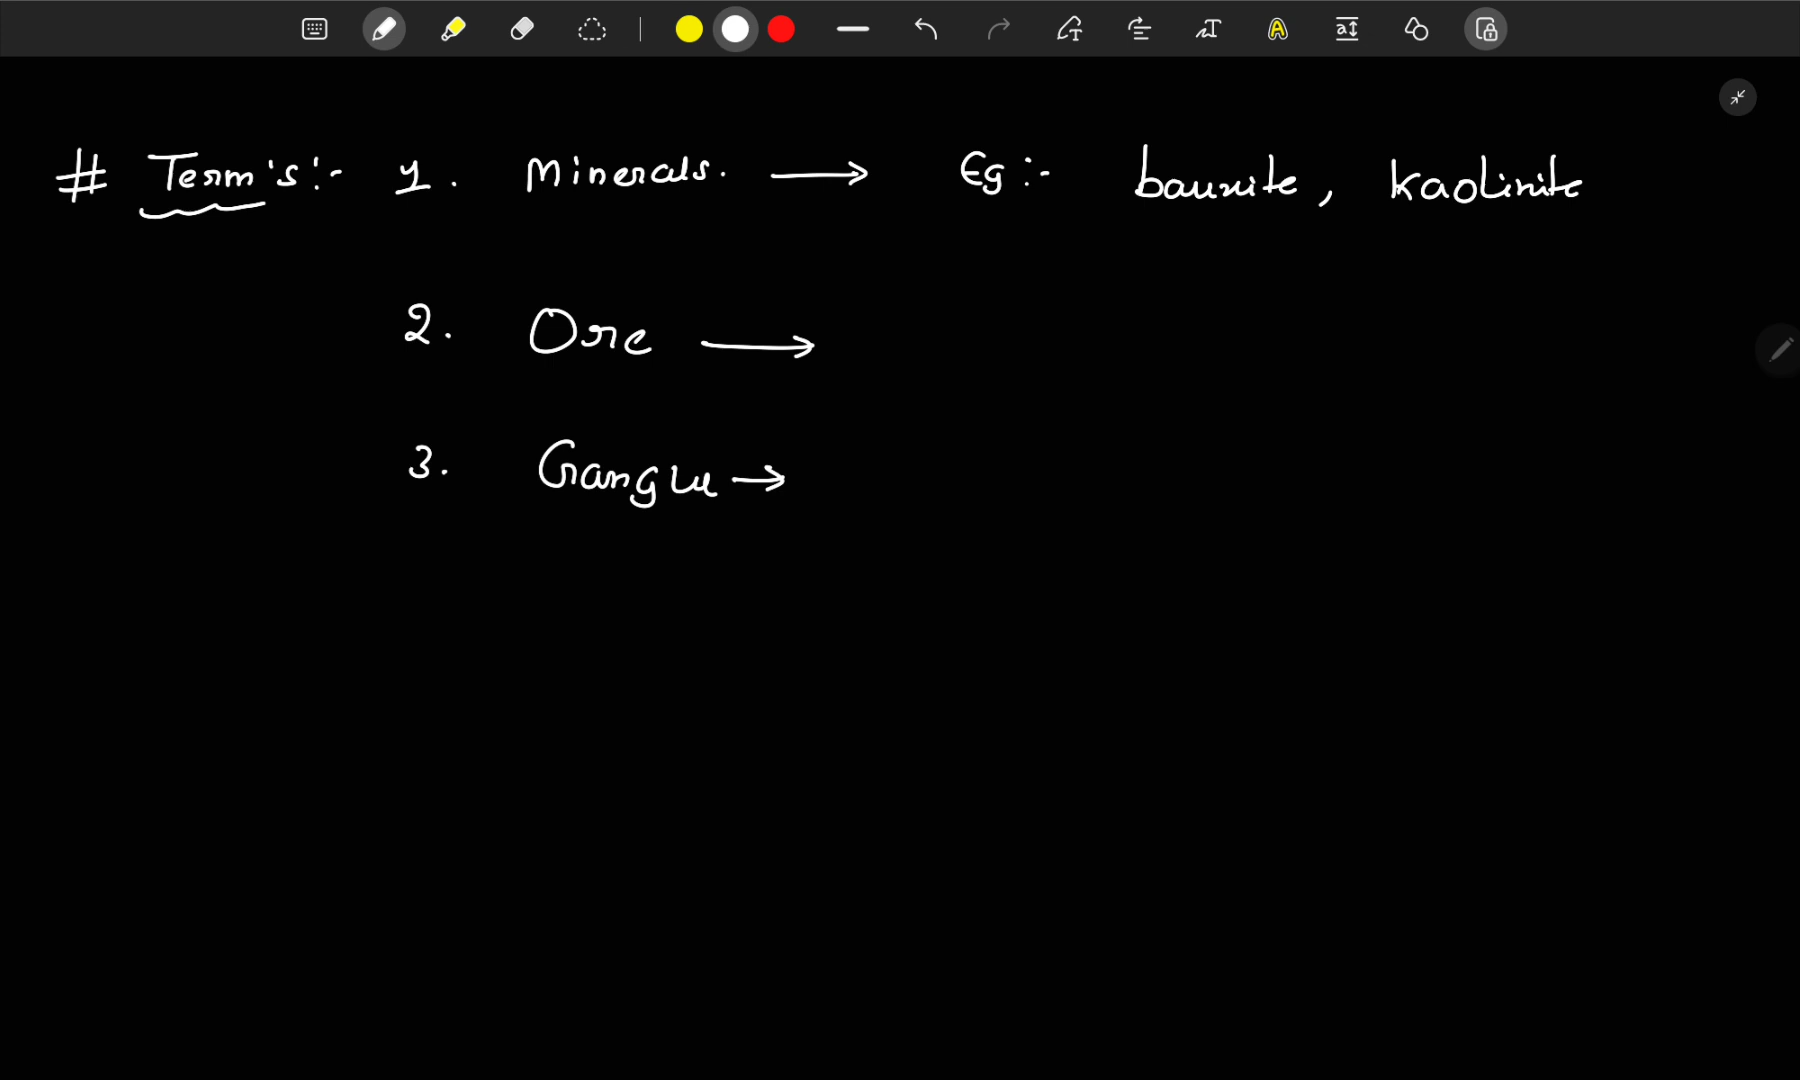 # Term's:- 1. Minerals. → Eg:- bauxite, kaolinite
2. Ore →
3. Gangue →